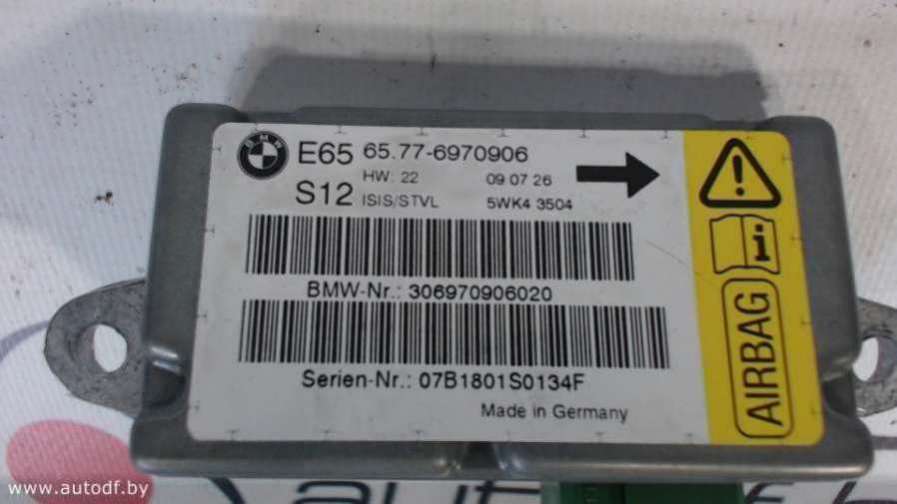 BMW E65 65.77-6970906
HW: 22 09 07 26
S12 ISIS/STVL 5WK4 3504
BMW-Nr.: 306970906020
Serien-Nr.: 07B1801S0134F
Made in Germany
AIRBAG
www.autodf.by